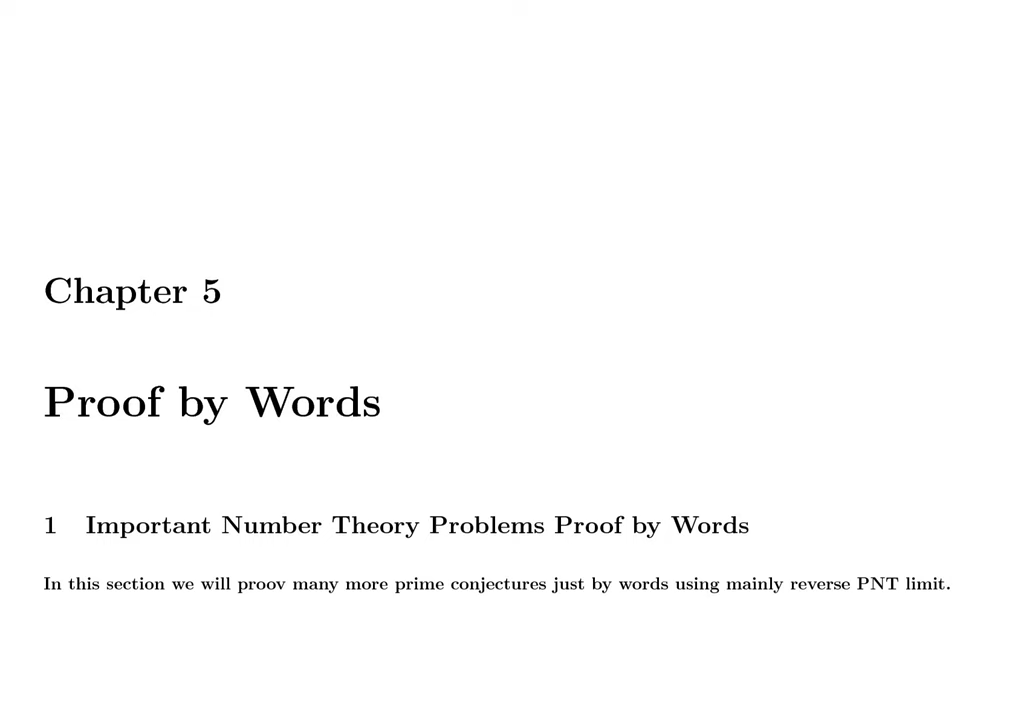 Chapter 5
Proof by Words
1 Important Number Theory Problems Proof by Words
In this section we will proov many more prime conjectures just by words using mainly reverse PNT limit.